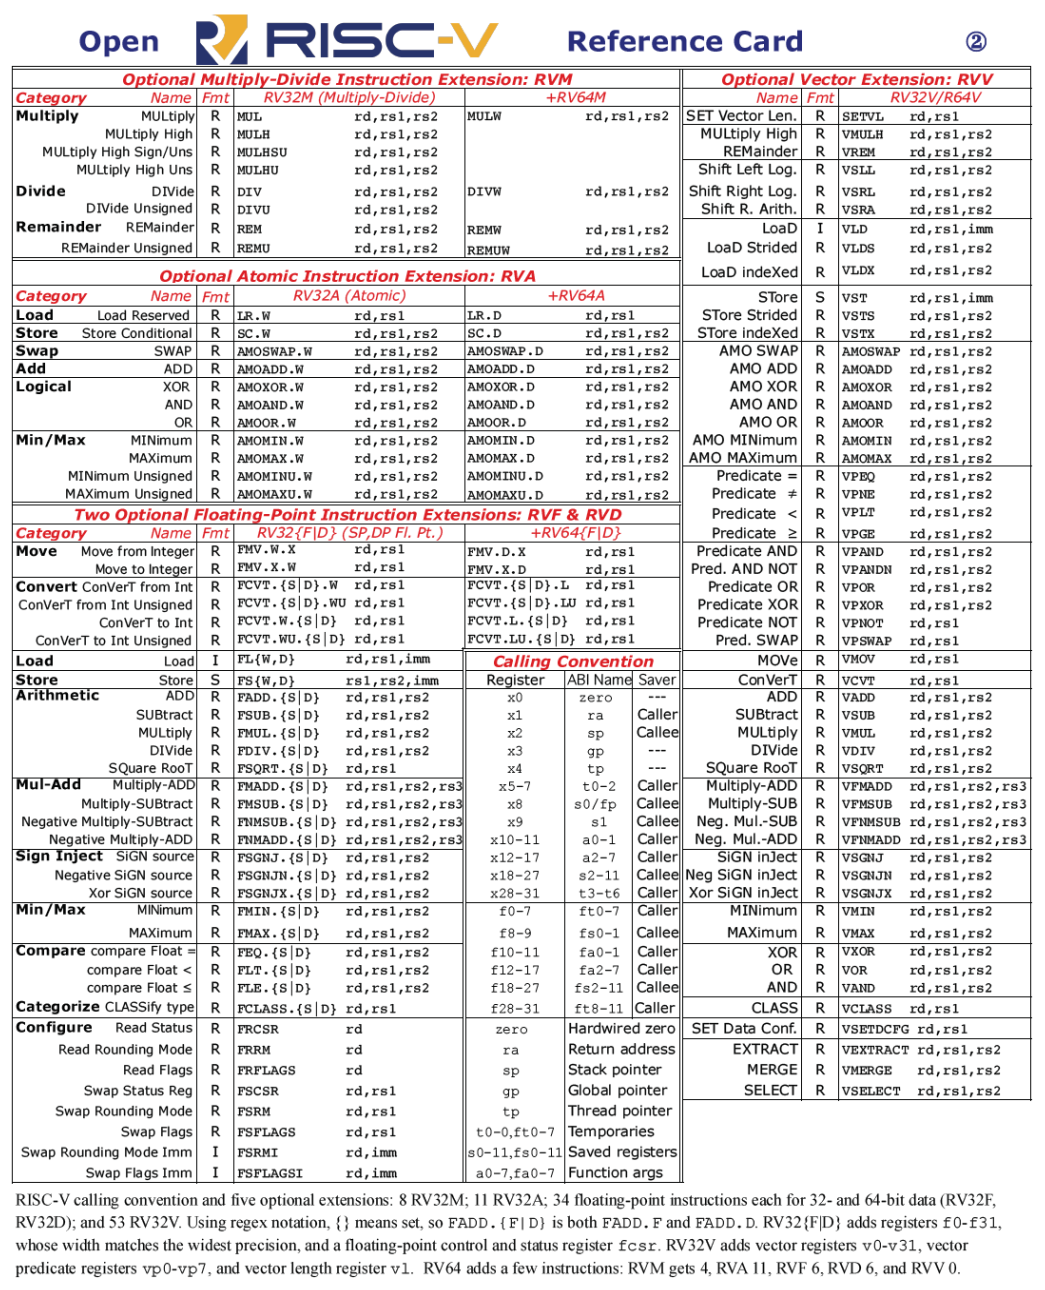 Open RISC-V Reference Card ②
Optional Multiply-Divide Instruction Extension: RVM
Category Name Fmt RV32M (Multiply-Divide) +RV64M
Multiply MULtiply R MUL rd,rs1,rs2 MULW rd,rs1,rs2
MULtiply High R MULH rd,rs1,rs2
MULtiply High Sign/Uns R MULHSU rd,rs1,rs2
MULtiply High Uns R MULHU rd,rs1,rs2
Divide DIVide R DIV rd,rs1,rs2 DIVW rd,rs1,rs2
DIVide Unsigned R DIVU rd,rs1,rs2
Remainder REMainder R REM rd,rs1,rs2 REMW rd,rs1,rs2
REMainder Unsigned R REMU rd,rs1,rs2 REMUW rd,rs1,rs2
Optional Atomic Instruction Extension: RVA
Category Name Fmt RV32A (Atomic) +RV64A
Load Load Reserved R LR.W rd,rs1 LR.D rd,rs1
Store Store Conditional R SC.W rd,rs1,rs2 SC.D rd,rs1,rs2
Swap SWAP R AMOSWAP.W rd,rs1,rs2 AMOSWAP.D rd,rs1,rs2
Add ADD R AMOADD.W rd,rs1,rs2 AMOADD.D rd,rs1,rs2
Logical XOR R AMOXOR.W rd,rs1,rs2 AMOXOR.D rd,rs1,rs2
AND R AMOAND.W rd,rs1,rs2 AMOAND.D rd,rs1,rs2
OR R AMOOR.W rd,rs1,rs2 AMOOR.D rd,rs1,rs2
Min/Max MINimum R AMOMIN.W rd,rs1,rs2 AMOMIN.D rd,rs1,rs2
MAXimum R AMOMAX.W rd,rs1,rs2 AMOMAX.D rd,rs1,rs2
MINimum Unsigned R AMOMINU.W rd,rs1,rs2 AMOMINU.D rd,rs1,rs2
MAXimum Unsigned R AMOMAXU.W rd,rs1,rs2 AMOMAXU.D rd,rs1,rs2
Two Optional Floating-Point Instruction Extensions: RVF & RVD
Category Name Fmt RV32{F|D} (SP,DP Fl. Pt.) +RV64{F|D}
Move Move from Integer R FMV.W.X rd,rs1 FMV.D.X rd,rs1
Move to Integer R FMV.X.W rd,rs1 FMV.X.D rd,rs1
Convert ConVerT from Int R FCVT.{S|D}.W rd,rs1 FCVT.{S|D}.L rd,rs1
ConVerT from Int Unsigned R FCVT.{S|D}.WU rd,rs1 FCVT.{S|D}.LU rd,rs1
ConVerT to Int R FCVT.W.{S|D} rd,rs1 FCVT.L.{S|D} rd,rs1
ConVerT to Int Unsigned R FCVT.WU.{S|D} rd,rs1 FCVT.LU.{S|D} rd,rs1
Load Load I FL{W,D} rd,rs1,imm
Store Store S FS{W,D} rs1,rs2,imm
Arithmetic ADD R FADD.{S|D} rd,rs1,rs2
SUBtract R FSUB.{S|D} rd,rs1,rs2
MULtiply R FMUL.{S|D} rd,rs1,rs2
DIVide R FDIV.{S|D} rd,rs1,rs2
SQuare RooT R FSQRT.{S|D} rd,rs1
Mul-Add Multiply-ADD R FMADD.{S|D} rd,rs1,rs2,rs3
Multiply-SUBtract R FMSUB.{S|D} rd,rs1,rs2,rs3
Negative Multiply-SUBtract R FNMSUB.{S|D} rd,rs1,rs2,rs3
Negative Multiply-ADD R FNMADD.{S|D} rd,rs1,rs2,rs3
Sign Inject SiGN source R FSGNJ.{S|D} rd,rs1,rs2
Negative SiGN source R FSGNJN.{S|D} rd,rs1,rs2
Xor SiGN source R FSGNJX.{S|D} rd,rs1,rs2
Min/Max MINimum R FMIN.{S|D} rd,rs1,rs2
MAXimum R FMAX.{S|D} rd,rs1,rs2
Compare compare Float = R FEQ.{S|D} rd,rs1,rs2
compare Float < R FLT.{S|D} rd,rs1,rs2
compare Float ≤ R FLE.{S|D} rd,rs1,rs2
Categorize CLASSify type R FCLASS.{S|D} rd,rs1
Configure Read Status R FRCSR rd
Read Rounding Mode R FRRM rd
Read Flags R FRFLAGS rd
Swap Status Reg R FSCSR rd,rs1
Swap Rounding Mode R FSRM rd,rs1
Swap Flags R FSFLAGS rd,rs1
Swap Rounding Mode Imm I FSRMI rd,imm
Swap Flags Imm I FSFLAGSI rd,imm
Calling Convention
Register ABI Name Saver
x0 zero ---
x1 ra Caller
x2 sp Callee
x3 gp ---
x4 tp ---
x5-7 t0-2 Caller
x8 s0/fp Callee
x9 s1 Callee
x10-11 a0-1 Caller
x12-17 a2-7 Caller
x18-27 s2-11 Callee
x28-31 t3-t6 Caller
f0-7 ft0-7 Caller
f8-9 fs0-1 Callee
f10-11 fa0-1 Caller
f12-17 fa2-7 Caller
f18-27 fs2-11 Callee
f28-31 ft8-11 Caller
zero Hardwired zero
ra Return address
sp Stack pointer
gp Global pointer
tp Thread pointer
t0-0,ft0-7 Temporaries
s0-11,fs0-11 Saved registers
a0-7,fa0-7 Function args
Optional Vector Extension: RVV
Name Fmt RV32V/R64V
SET Vector Len. R SETVL rd,rs1
MULtiply High R VMULH rd,rs1,rs2
REMainder R VREM rd,rs1,rs2
Shift Left Log. R VSLL rd,rs1,rs2
Shift Right Log. R VSRL rd,rs1,rs2
Shift R. Arith. R VSRA rd,rs1,rs2
LoaD I VLD rd,rs1,imm
LoaD Strided R VLDS rd,rs1,rs2
LoaD indeXed R VLDX rd,rs1,rs2
STore S VST rd,rs1,imm
STore Strided R VSTS rd,rs1,rs2
STore indeXed R VSTX rd,rs1,rs2
AMO SWAP R AMOSWAP rd,rs1,rs2
AMO ADD R AMOADD rd,rs1,rs2
AMO XOR R AMOXOR rd,rs1,rs2
AMO AND R AMOAND rd,rs1,rs2
AMO OR R AMOOR rd,rs1,rs2
AMO MINimum R AMOMIN rd,rs1,rs2
AMO MAXimum R AMOMAX rd,rs1,rs2
Predicate = R VPEQ rd,rs1,rs2
Predicate ≠ R VPNE rd,rs1,rs2
Predicate < R VPLT rd,rs1,rs2
Predicate ≥ R VPGE rd,rs1,rs2
Predicate AND R VPAND rd,rs1,rs2
Pred. AND NOT R VPANDN rd,rs1,rs2
Predicate OR R VPOR rd,rs1,rs2
Predicate XOR R VPXOR rd,rs1,rs2
Predicate NOT R VPNOT rd,rs1
Pred. SWAP R VPSWAP rd,rs1
MOVe R VMOV rd,rs1
ConVerT R VCVT rd,rs1
ADD R VADD rd,rs1,rs2
SUBtract R VSUB rd,rs1,rs2
MULtiply R VMUL rd,rs1,rs2
DIVide R VDIV rd,rs1,rs2
SQuare RooT R VSQRT rd,rs1,rs2
Multiply-ADD R VFMADD rd,rs1,rs2,rs3
Multiply-SUB R VFMSUB rd,rs1,rs2,rs3
Neg. Mul.-SUB R VFNMSUB rd,rs1,rs2,rs3
Neg. Mul.-ADD R VFNMADD rd,rs1,rs2,rs3
SiGN inJect R VSGNJ rd,rs1,rs2
Neg SiGN inJect R VSGNJN rd,rs1,rs2
Xor SiGN inJect R VSGNJX rd,rs1,rs2
MINimum R VMIN rd,rs1,rs2
MAXimum R VMAX rd,rs1,rs2
XOR R VXOR rd,rs1,rs2
OR R VOR rd,rs1,rs2
AND R VAND rd,rs1,rs2
CLASS R VCLASS rd,rs1
SET Data Conf. R VSETDCFG rd,rs1
EXTRACT R VEXTRACT rd,rs1,rs2
MERGE R VMERGE rd,rs1,rs2
SELECT R VSELECT rd,rs1,rs2
RISC-V calling convention and five optional extensions: 8 RV32M; 11 RV32A; 34 floating-point instructions each for 32- and 64-bit data (RV32F,
RV32D); and 53 RV32V. Using regex notation, {} means set, so FADD.{F|D} is both FADD.F and FADD.D. RV32{F|D} adds registers f0-f31,
whose width matches the widest precision, and a floating-point control and status register fcsr. RV32V adds vector registers v0-v31, vector
predicate registers vp0-vp7, and vector length register vl. RV64 adds a few instructions: RVM gets 4, RVA 11, RVF 6, RVD 6, and RVV 0.